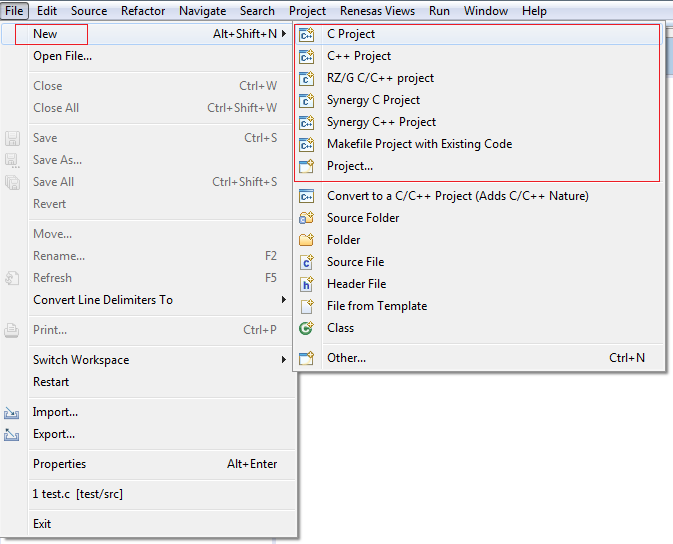 File Edit Source Refactor Navigate Search Project Renesas Views Run Window Help
New Alt+Shift+N
Open File...
Close Ctrl+W
Close All Ctrl+Shift+W
Save Ctrl+S
Save As...
Save All Ctrl+Shift+S
Revert
Move...
Rename... F2
Refresh F5
Convert Line Delimiters To
Print... Ctrl+P
Switch Workspace
Restart
Import...
Export...
Properties Alt+Enter
1 test.c [test/src]
Exit
C Project
C++ Project
RZ/G C/C++ project
Synergy C Project
Synergy C++ Project
Makefile Project with Existing Code
Project...
Convert to a C/C++ Project (Adds C/C++ Nature)
Source Folder
Folder
Source File
Header File
File from Template
Class
Other... Ctrl+N